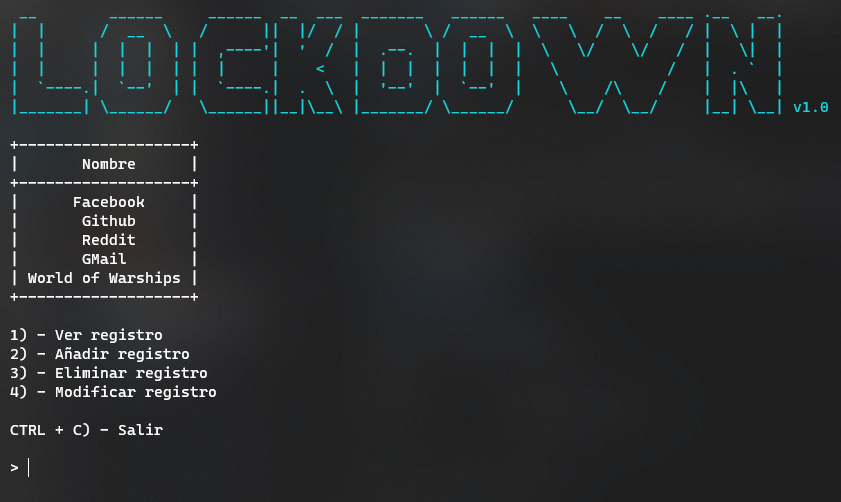 LOCKDOWN v1.0
Nombre
Facebook
Github
Reddit
GMail
World of Warships
1) - Ver registro
2) - Añadir registro
3) - Eliminar registro
4) - Modificar registro
CTRL + C) - Salir
>